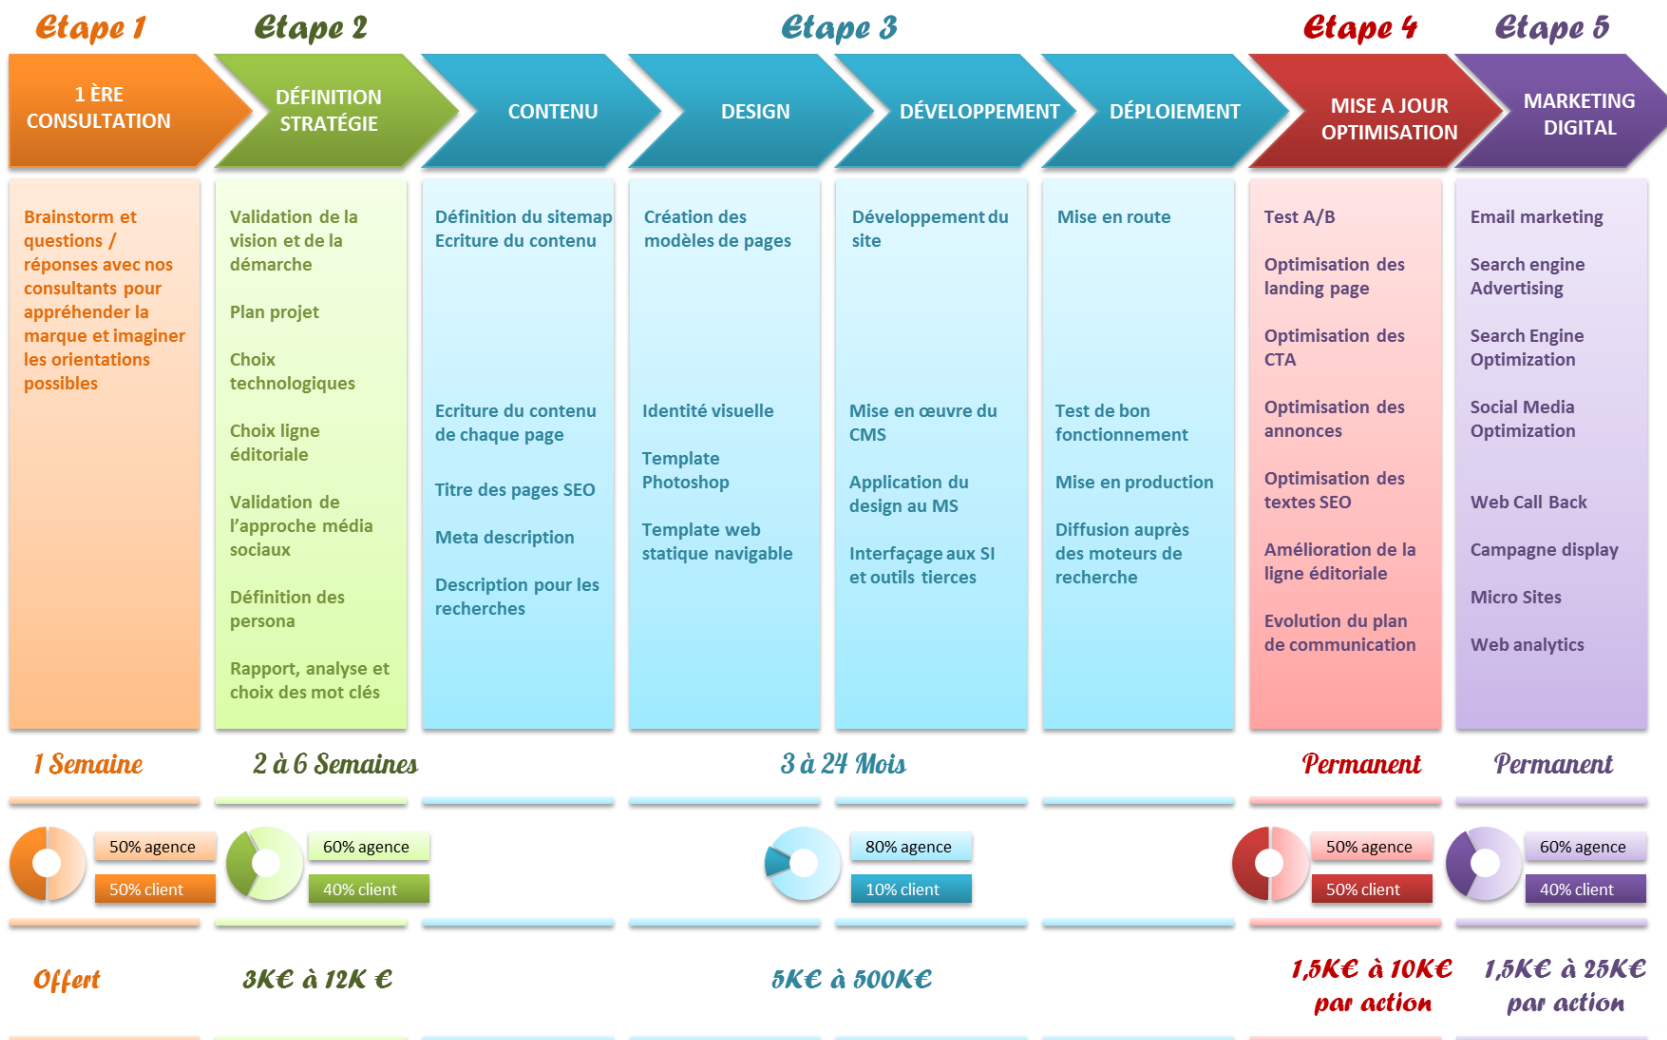 Etape 1
Etape 2
Etape 3
Etape 4
Etape 5
1 ÈRE
CONSULTATION
DÉFINITION
STRATÉGIE
CONTENU
DESIGN
DÉVELOPPEMENT
DÉPLOIEMENT
MISE A JOUR
OPTIMISATION
MARKETING
DIGITAL
Brainstorm et
questions /
réponses avec nos
consultants pour
appréhender la
marque et imaginer
les orientations
possibles
Validation de la
vision et de la
démarche
Plan projet
Choix
technologiques
Choix ligne
éditoriale
Validation de
l’approche média
sociaux
Définition des
persona
Rapport, analyse et
choix des mot clés
Définition du sitemap
Ecriture du contenu
Ecriture du contenu
de chaque page
Titre des pages SEO
Meta description
Description pour les
recherches
Création des
modèles de pages
Identité visuelle
Template
Photoshop
Template web
statique navigable
Développement du
site
Mise en œuvre du
CMS
Application du
design au MS
Interfaçage aux SI
et outils tierces
Mise en route
Test de bon
fonctionnement
Mise en production
Diffusion auprès
des moteurs de
recherche
Test A/B
Optimisation des
landing page
Optimisation des
CTA
Optimisation des
annonces
Optimisation des
textes SEO
Amélioration de la
ligne éditoriale
Evolution du plan
de communication
Email marketing
Search engine
Advertising
Search Engine
Optimization
Social Media
Optimization
Web Call Back
Campagne display
Micro Sites
Web analytics
1 Semaine
2 à 6 Semaines
3 à 24 Mois
Permanent
Permanent
50% agence
50% client
60% agence
40% client
80% agence
10% client
50% agence
50% client
60% agence
40% client
Offert
3K€ à 12K €
5K€ à 500K€
1,5K€ à 10K€
par action
1,5K€ à 25K€
par action